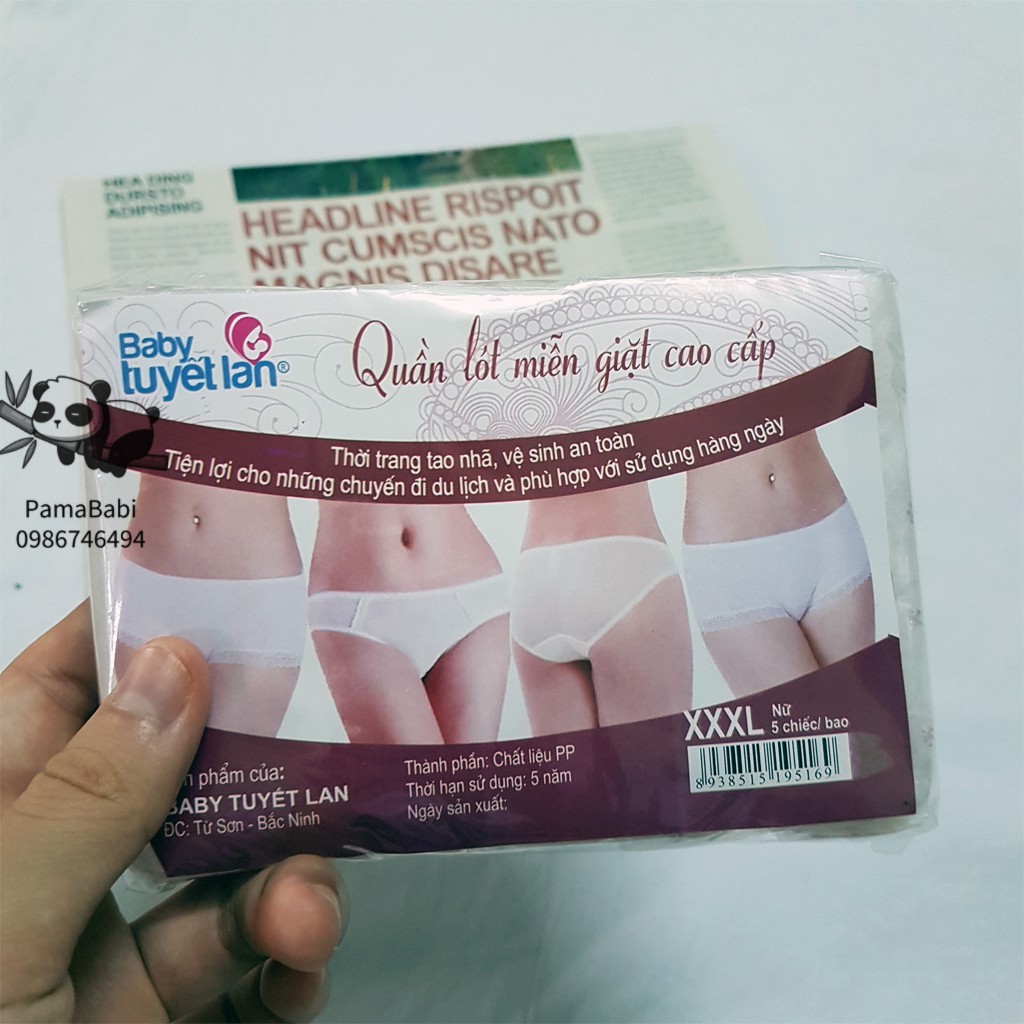 HEA DING
DURSTO
ADIPISING
HEADLINE RISPOIT
NIT CUMSCIS NATO
MAGNIS DISARE
Baby
tuyết lan®
Quần lót miễn giặt cao cấp
Thời trang tao nhã, vệ sinh an toàn
Tiện lợi cho những chuyến đi du lịch và phù hợp với sử dụng hàng ngày
PamaBabi
0986746494
XXXL Nữ
5 chiếc/ bao
8 938515 195169
phẩm của:
BABY TUYẾT LAN
ĐC: Từ Sơn - Bắc Ninh
Thành phần: Chất liệu PP
Thời hạn sử dụng: 5 năm
Ngày sản xuất: